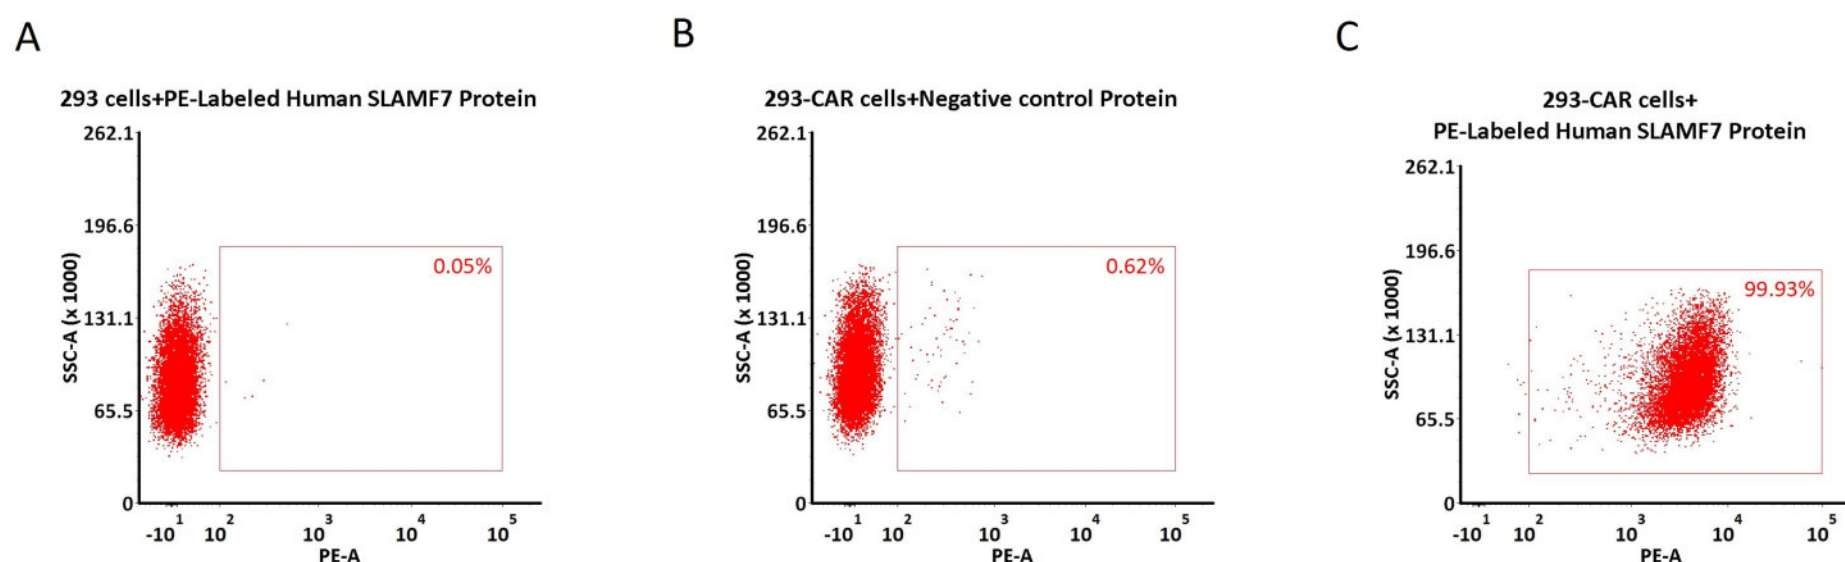 A
293 cells+PE-Labeled Human SLAMF7 Protein
262.1
196.6
131.1
65.5
0
SSC-A (x 1000)
0.05%
-10^1 10^2 10^3 10^4 10^5
PE-A
B
293-CAR cells+Negative control Protein
262.1
196.6
131.1
65.5
0
SSC-A (x 1000)
0.62%
-10^1 10^2 10^3 10^4 10^5
PE-A
C
293-CAR cells+
PE-Labeled Human SLAMF7 Protein
262.1
196.6
131.1
65.5
0
SSC-A (x 1000)
99.93%
-10^1 10^2 10^3 10^4 10^5
PE-A